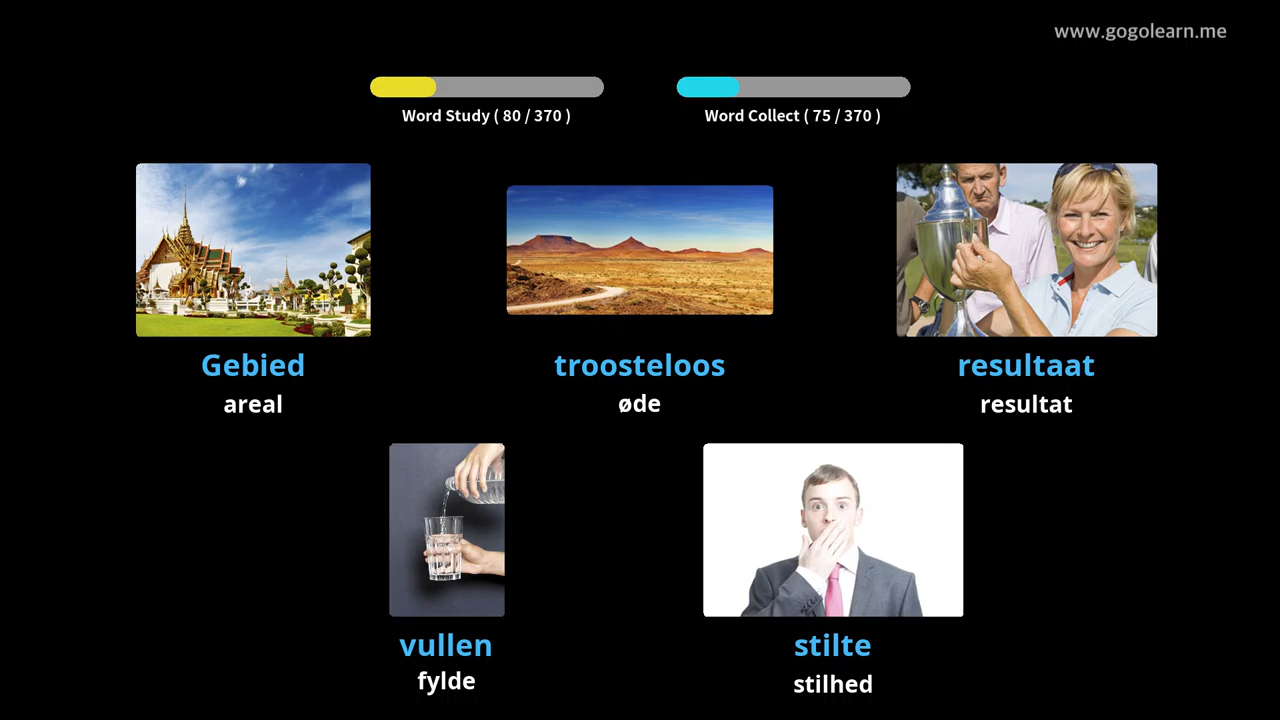 www.gogolearn.me
Word Study ( 80 / 370 )
Word Collect ( 75 / 370 )
Gebied
areal
troosteloos
øde
resultaat
resultat
vullen
fylde
stilte
stilhed